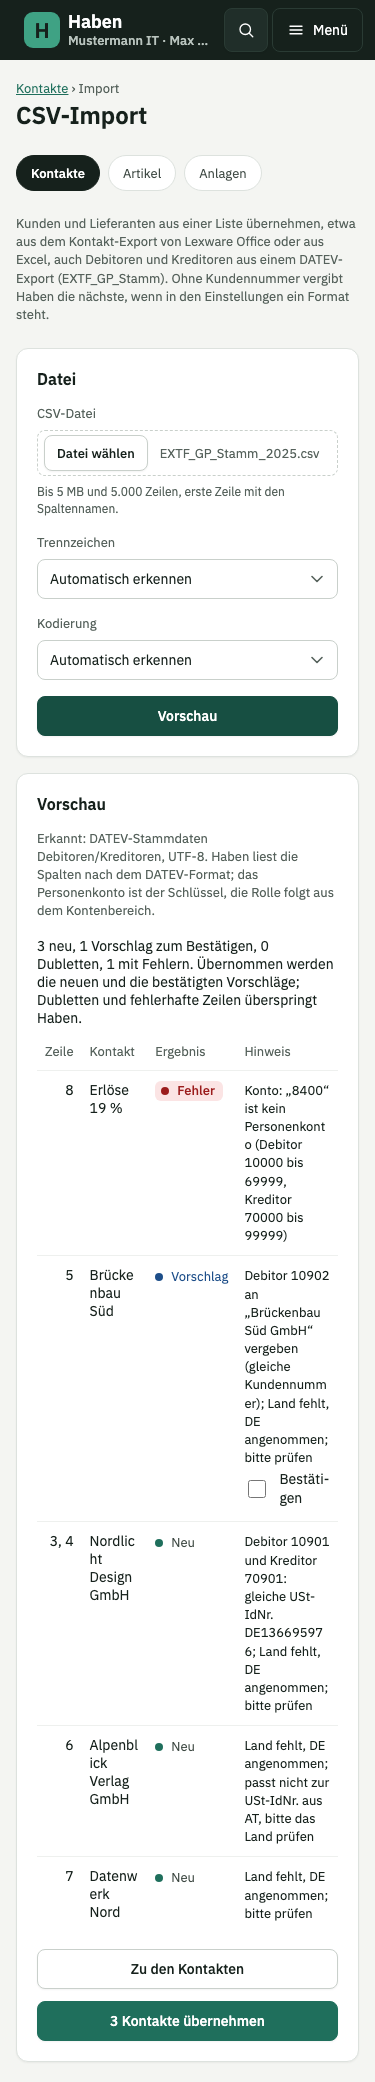 Haben
Mustermann IT · Max ...
Menü
Kontakte › Import
CSV-Import
Kontakte
Artikel
Anlagen
Kunden und Lieferanten aus einer Liste übernehmen, etwa
aus dem Kontakt-Export von Lexware Office oder aus
Excel, auch Debitoren und Kreditoren aus einem DATEV-
Export (EXTF_GP_Stamm). Ohne Kundennummer vergibt
Haben die nächste, wenn in den Einstellungen ein Format
steht.
Datei
CSV-Datei
Datei wählen
EXTF_GP_Stamm_2025.csv
Bis 5 MB und 5.000 Zeilen, erste Zeile mit den
Spaltennamen.
Trennzeichen
Automatisch erkennen
Kodierung
Automatisch erkennen
Vorschau
Vorschau
Erkannt: DATEV-Stammdaten
Debitoren/Kreditoren, UTF-8. Haben liest die
Spalten nach dem DATEV-Format; das
Personenkonto ist der Schlüssel, die Rolle folgt aus
dem Kontenbereich.
3 neu, 1 Vorschlag zum Bestätigen, 0
Dubletten, 1 mit Fehlern. Übernommen werden
die neuen und die bestätigten Vorschläge;
Dubletten und fehlerhafte Zeilen überspringt
Haben.
Zeile Kontakt Ergebnis Hinweis
8
Erlöse
19 %
Fehler
Konto: „8400“
ist kein
Personenkont
o (Debitor
10000 bis
69999,
Kreditor
70000 bis
99999)
5
Brücke
nbau
Süd
Vorschlag
Debitor 10902
an
„Brückenbau
Süd GmbH“
vergeben
(gleiche
Kundennumm
er); Land fehlt,
DE
angenommen;
bitte prüfen
Bestäti-
gen
3, 4
Nordlic
ht
Design
GmbH
Neu
Debitor 10901
und Kreditor
70901:
gleiche USt-
IdNr.
DE13669597
6; Land fehlt,
DE
angenommen;
bitte prüfen
6
Alpenbl
ick
Verlag
GmbH
Neu
Land fehlt, DE
angenommen;
passt nicht zur
USt-IdNr. aus
AT, bitte das
Land prüfen
7
Datenw
erk
Nord
Neu
Land fehlt, DE
angenommen;
bitte prüfen
Zu den Kontakten
3 Kontakte übernehmen